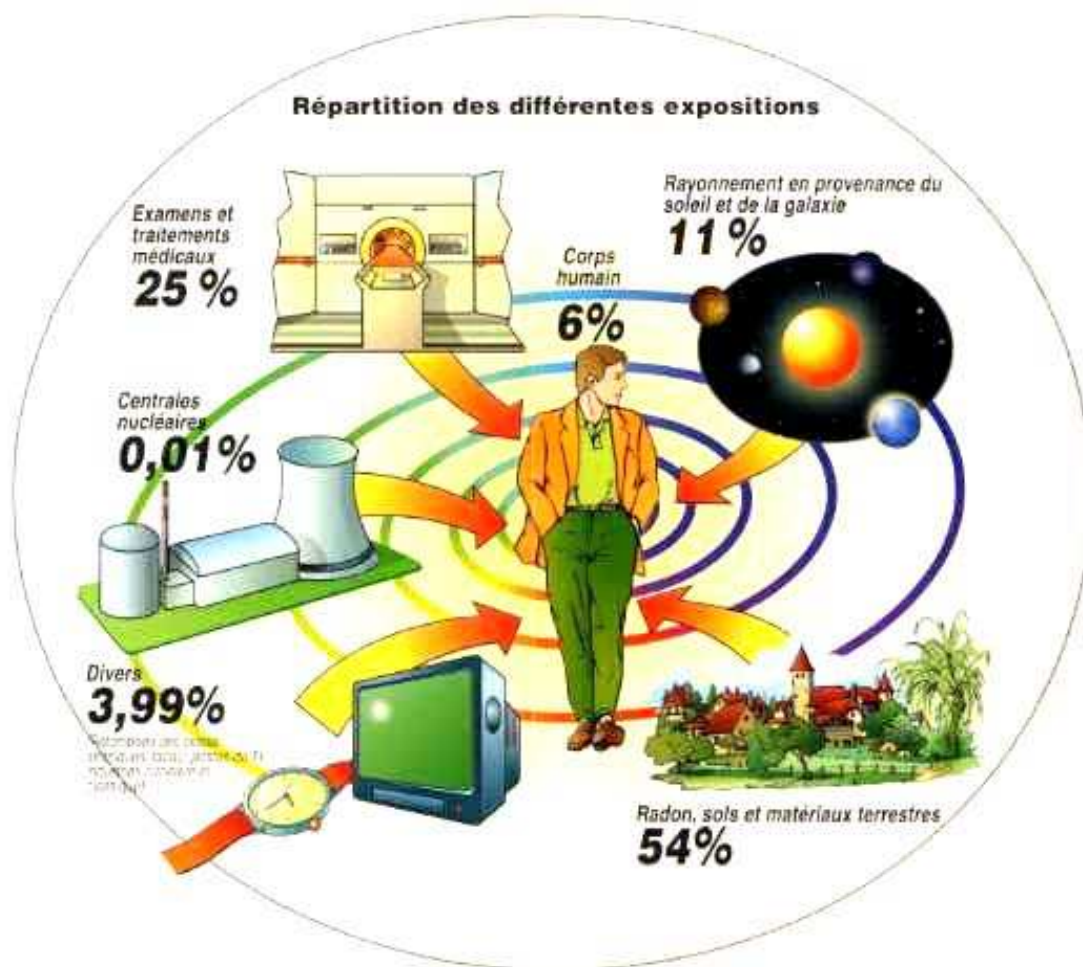 Répartition des différentes expositions
Examens et
traitements
médicaux
25 %
Rayonnement en provenance du
soleil et de la galaxie
11 %
Corps
humain
6%
Centrales
nucléaires
0,01%
Divers
3,99%
Radon, sols et matériaux terrestres
54%